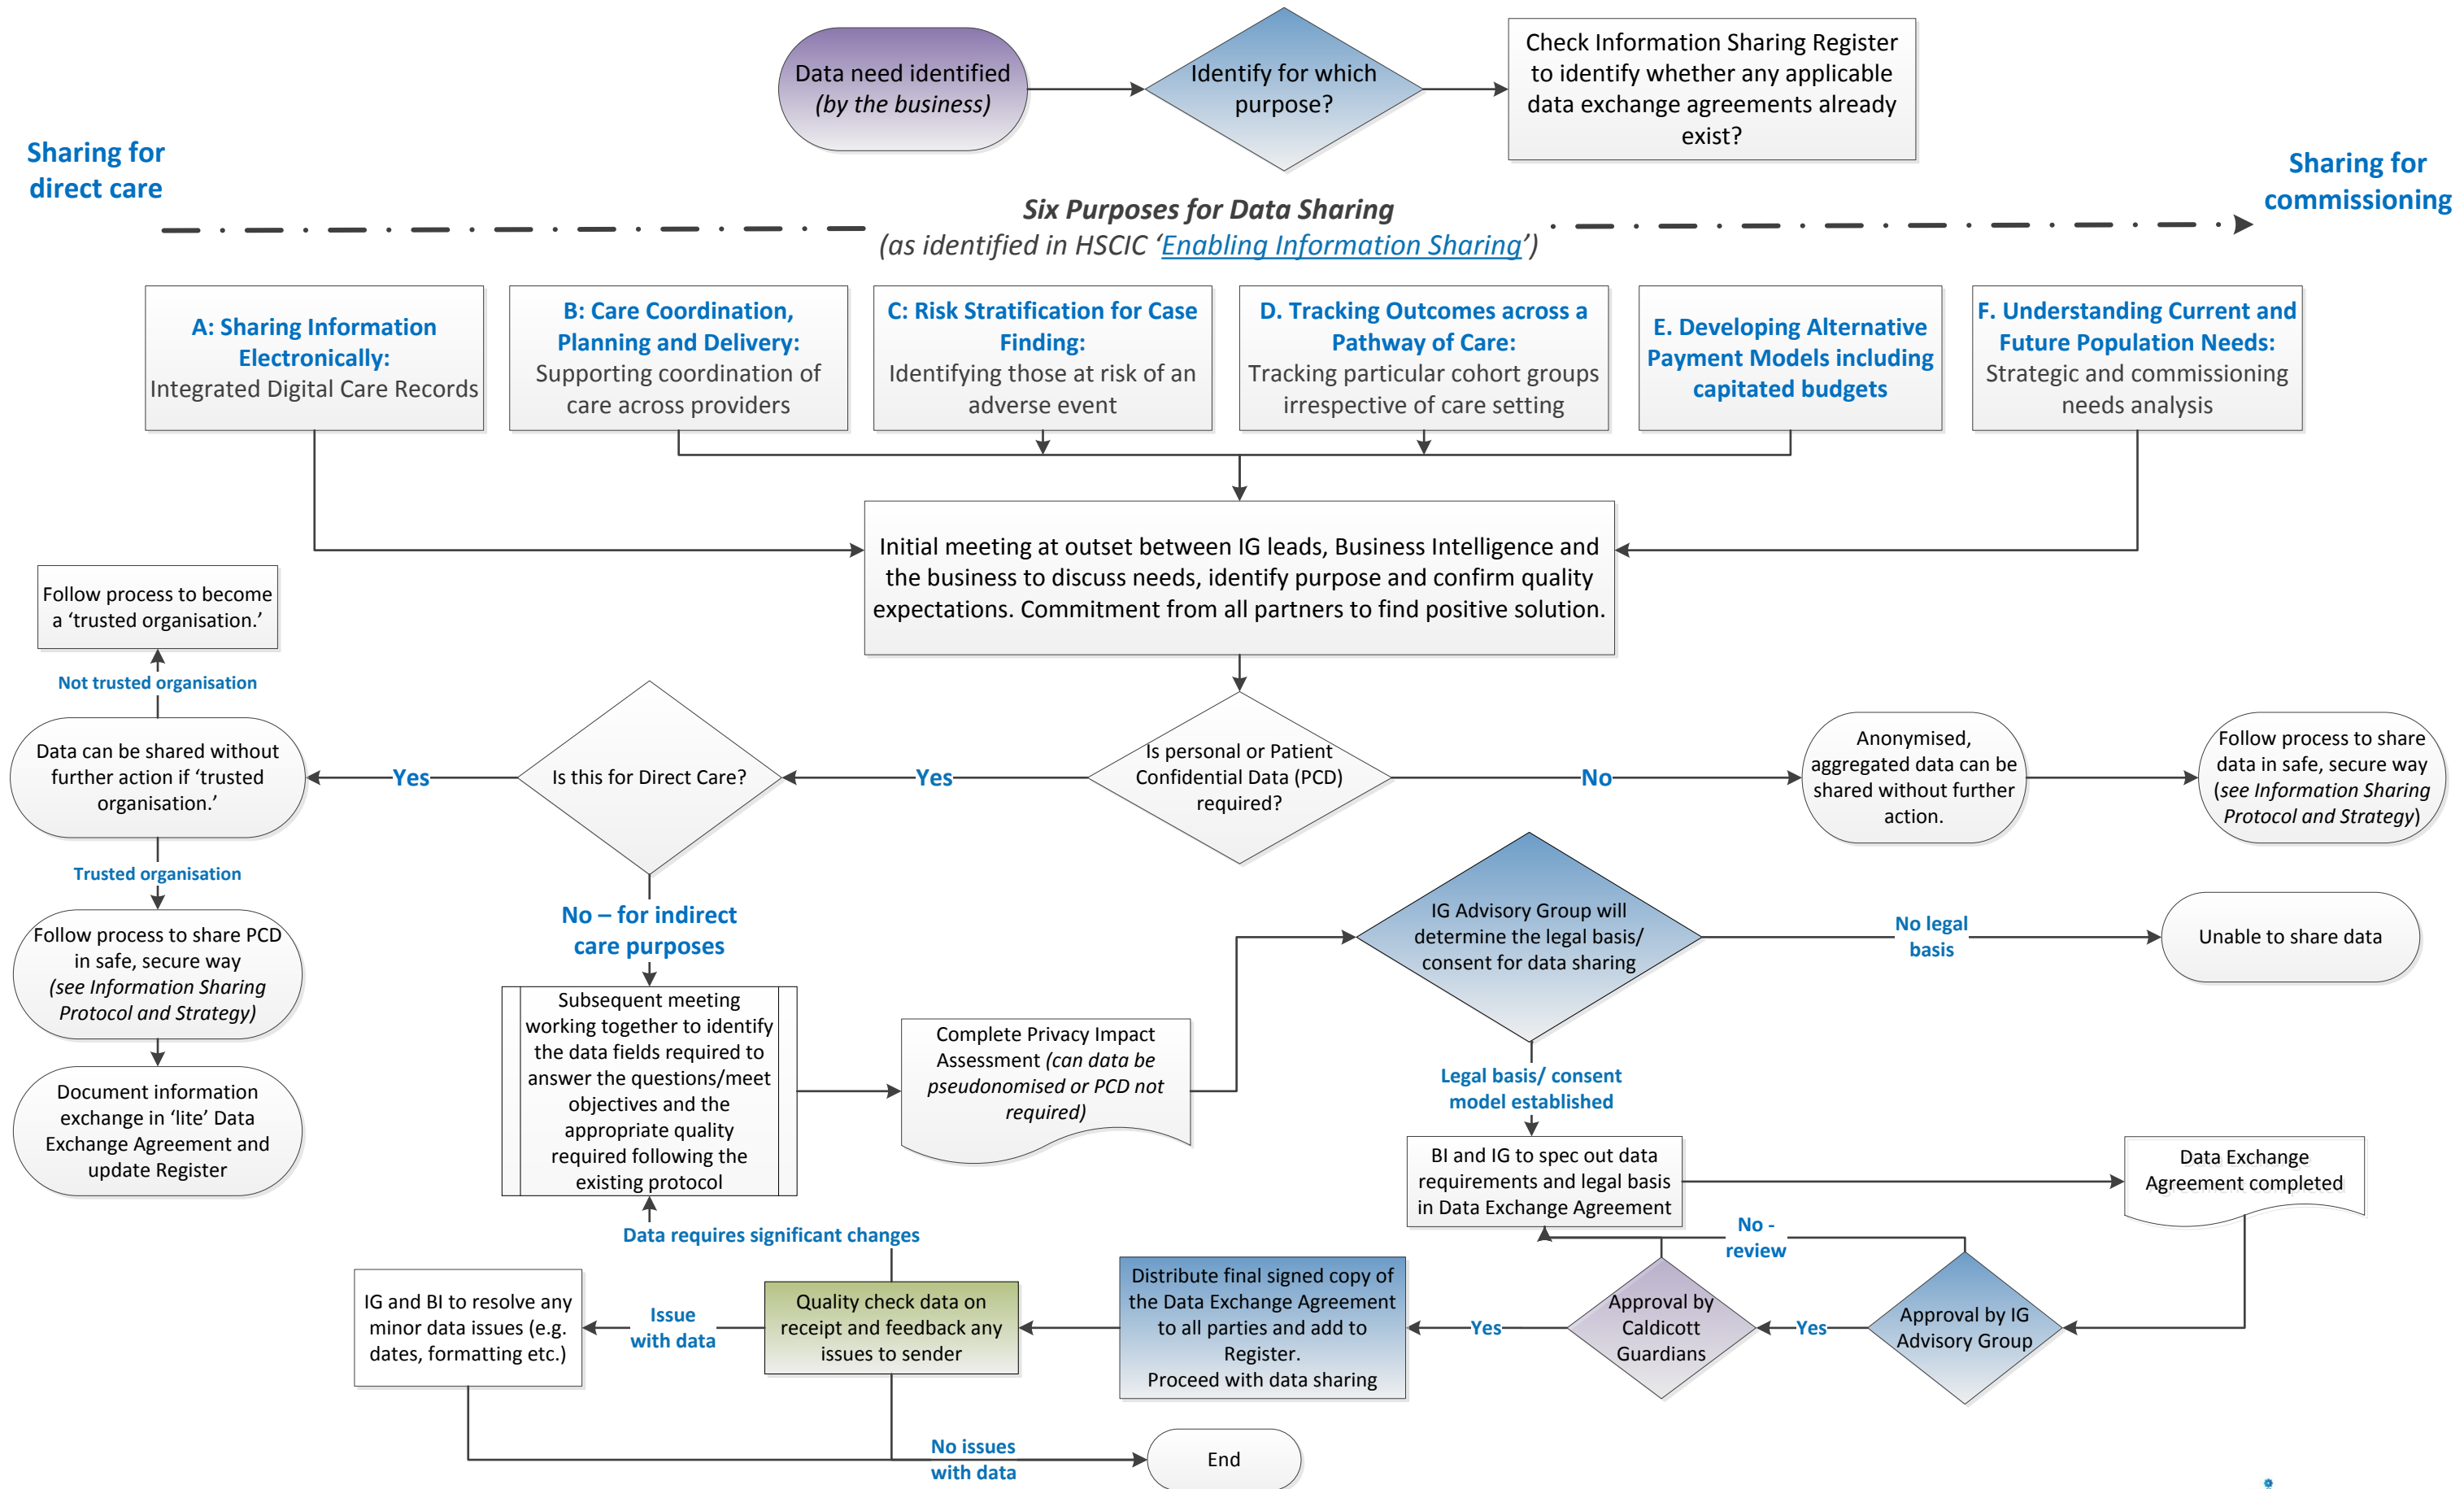 Data need identified
(by the business)
Identify for which
purpose?
Check Information Sharing Register
to identify whether any applicable
data exchange agreements already
exist?
Sharing for
direct care
Sharing for
commissioning
Six Purposes for Data Sharing
(as identified in HSCIC ‘Enabling Information Sharing’)
A: Sharing Information
Electronically:
Integrated Digital Care Records
B: Care Coordination,
Planning and Delivery:
Supporting coordination of
care across providers
C: Risk Stratification for Case
Finding:
Identifying those at risk of an
adverse event
D. Tracking Outcomes across a
Pathway of Care:
Tracking particular cohort groups
irrespective of care setting
E. Developing Alternative
Payment Models including
capitated budgets
F. Understanding Current and
Future Population Needs:
Strategic and commissioning
needs analysis
Initial meeting at outset between IG leads, Business Intelligence and
the business to discuss needs, identify purpose and confirm quality
expectations. Commitment from all partners to find positive solution.
Follow process to become
a ‘trusted organisation.’
Not trusted organisation
Data can be shared without
further action if ‘trusted
organisation.’
Yes
Is this for Direct Care?
Yes
Is personal or Patient
Confidential Data (PCD)
required?
No
Anonymised,
aggregated data can be
shared without further
action.
Follow process to share
data in safe, secure way
(see Information Sharing
Protocol and Strategy)
Trusted organisation
Follow process to share PCD
in safe, secure way
(see Information Sharing
Protocol and Strategy)
Document information
exchange in ‘lite’ Data
Exchange Agreement and
update Register
No – for indirect
care purposes
Subsequent meeting
working together to identify
the data fields required to
answer the questions/meet
objectives and the
appropriate quality
required following the
existing protocol
Complete Privacy Impact
Assessment (can data be
pseudonomised or PCD not
required)
IG Advisory Group will
determine the legal basis/
consent for data sharing
No legal
basis
Unable to share data
Legal basis/ consent
model established
BI and IG to spec out data
requirements and legal basis
in Data Exchange Agreement
Data Exchange
Agreement completed
No -
review
Approval by IG
Advisory Group
Yes
Approval by
Caldicott
Guardians
Yes
Distribute final signed copy of
the Data Exchange Agreement
to all parties and add to
Register.
Proceed with data sharing
Data requires significant changes
Quality check data on
receipt and feedback any
issues to sender
Issue
with data
IG and BI to resolve any
minor data issues (e.g.
dates, formatting etc.)
No issues
with data
End